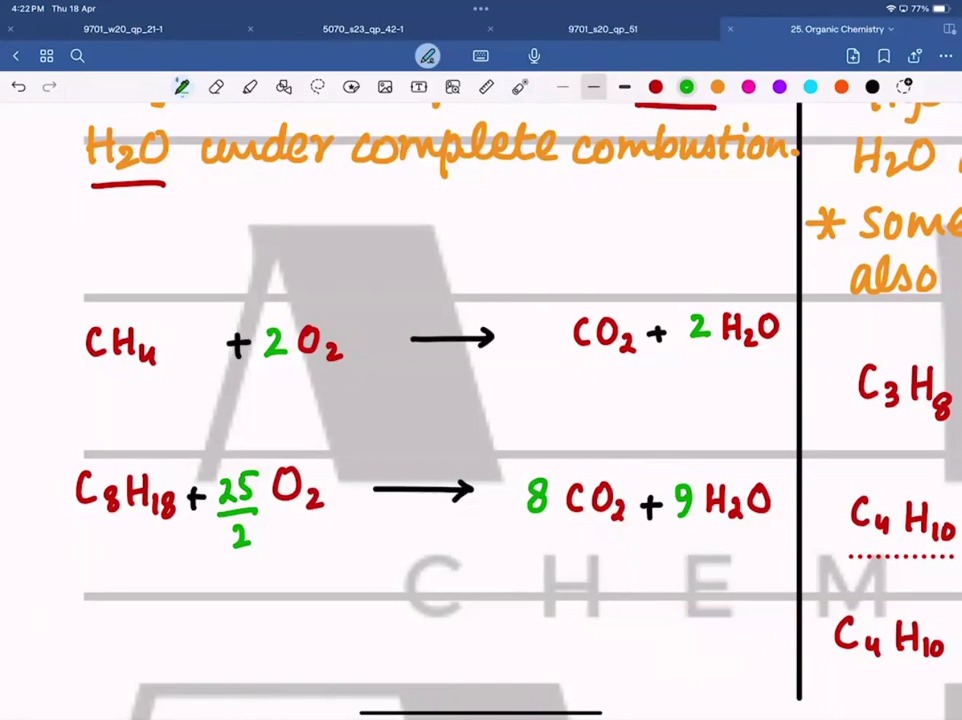 4:22 PM Thu 18 Apr
77%
9701_w20_qp_21-1
5070_s23_qp_42-1
9701_s20_qp_51
25. Organic Chemistry
H₂O under complete combustion.
H₂O
* Some
also
CH₄ + 2 O₂ → CO₂ + 2 H₂O
C₃H₈
C₈H₁₈ + 25/2 O₂ → 8 CO₂ + 9 H₂O
C₄H₁₀
CHEM
C₄H₁₀